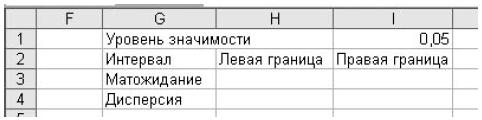 F G H I
1 Уровень значимости 0,05
2 Интервал Левая граница Правая граница
3 Матожидание
4 Дисперсия